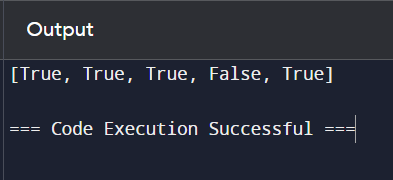 Output
[True, True, True, False, True]
=== Code Execution Successful ===